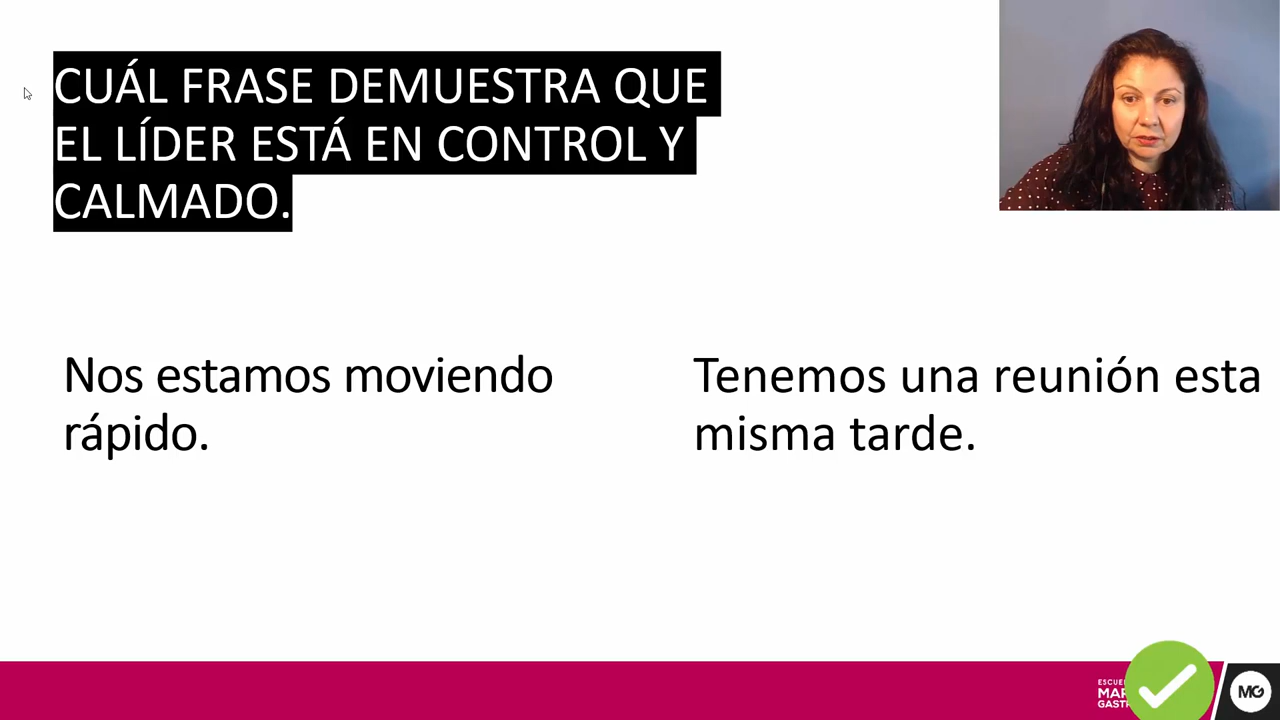 CUÁL FRASE DEMUESTRA QUE
EL LÍDER ESTÁ EN CONTROL Y
CALMADO.
Nos estamos moviendo
rápido.
Tenemos una reunión esta
misma tarde.
MG